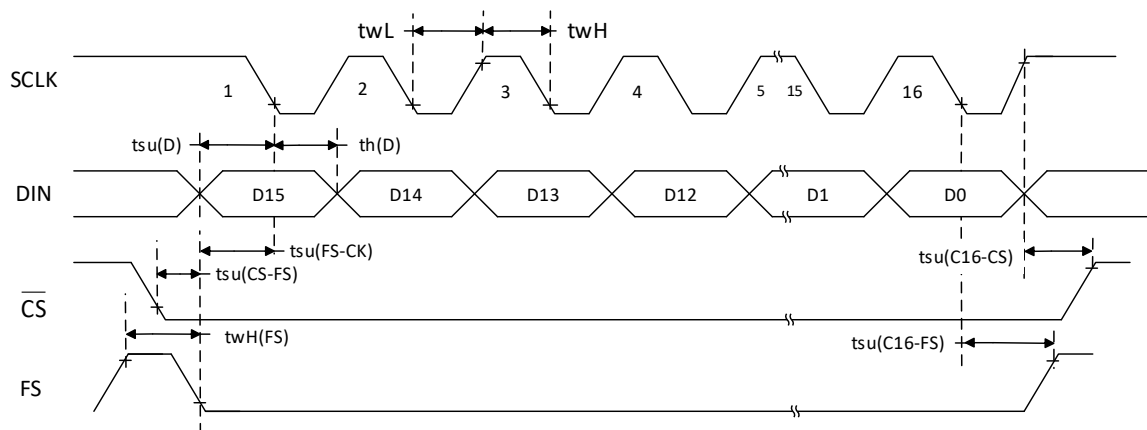 twL twH
SCLK 1 2 3 4 5 15 16
tsu(D) th(D)
DIN D15 D14 D13 D12 D1 D0
tsu(FS-CK)
tsu(C16-CS)
tsu(CS-FS)
CS
twH(FS)
tsu(C16-FS)
FS